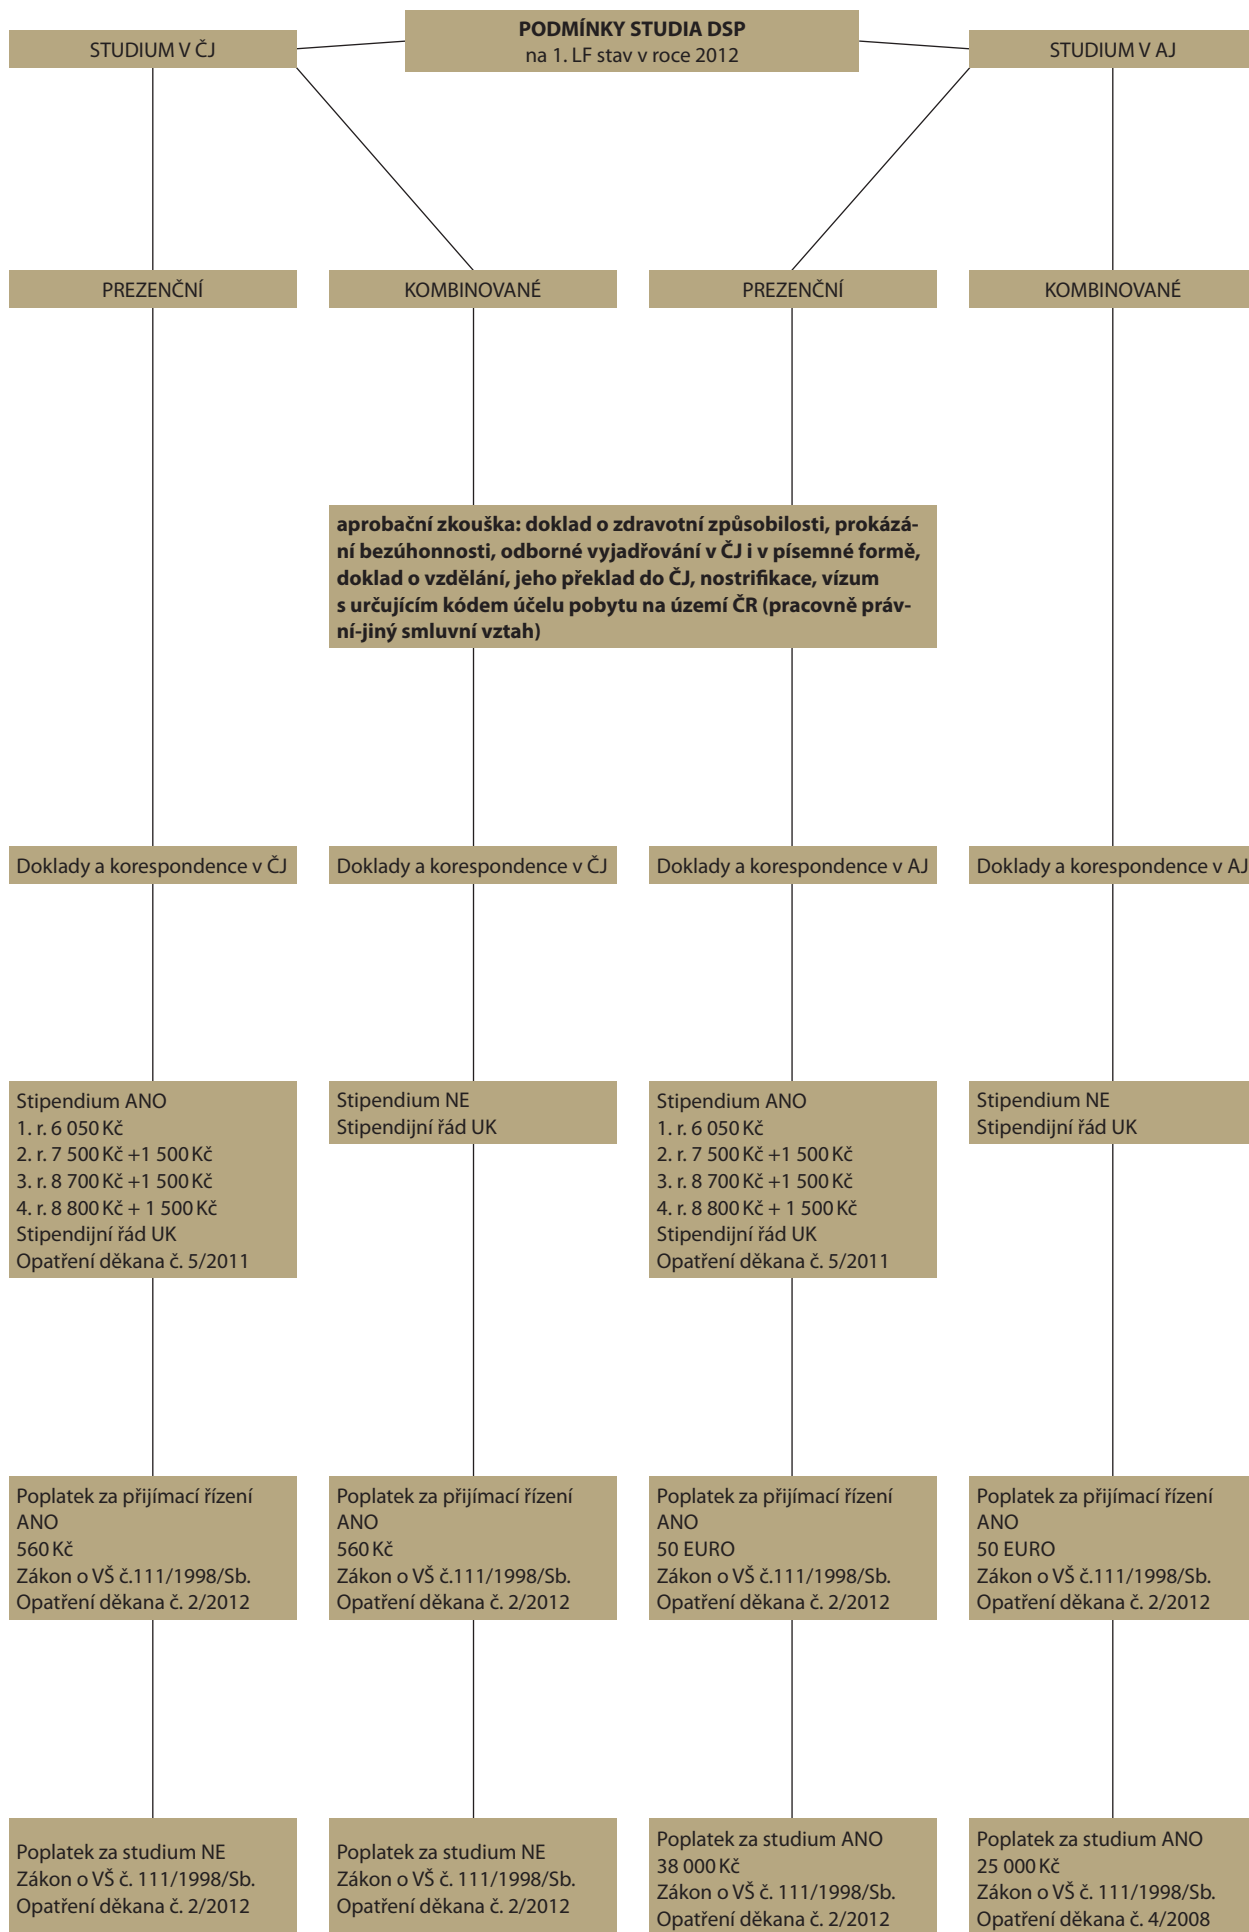 PODMÍNKY STUDIA DSP
na 1. LF stav v roce 2012
STUDIUM V ČJ
STUDIUM V AJ
PREZENČNÍ
KOMBINOVANÉ
PREZENČNÍ
KOMBINOVANÉ
aprobační zkouška: doklad o zdravotní způsobilosti, prokázá-
ní bezúhonnosti, odborné vyjadřování v ČJ i v písemné formě,
doklad o vzdělání, jeho překlad do ČJ, nostrifikace, vízum
s určujícím kódem účelu pobytu na území ČR (pracovně práv-
ní-jiný smluvní vztah)
Doklady a korespondence v ČJ
Doklady a korespondence v ČJ
Doklady a korespondence v AJ
Doklady a korespondence v AJ
Stipendium ANO
1. r. 6 050 Kč
2. r. 7 500 Kč +1 500 Kč
3. r. 8 700 Kč +1 500 Kč
4. r. 8 800 Kč + 1 500 Kč
Stipendijní řád UK
Opatření děkana č. 5/2011
Stipendium NE
Stipendijní řád UK
Stipendium ANO
1. r. 6 050 Kč
2. r. 7 500 Kč +1 500 Kč
3. r. 8 700 Kč +1 500 Kč
4. r. 8 800 Kč + 1 500 Kč
Stipendijní řád UK
Opatření děkana č. 5/2011
Stipendium NE
Stipendijní řád UK
Poplatek za přijímací řízení
ANO
560 Kč
Zákon o VŠ č.111/1998/Sb.
Opatření děkana č. 2/2012
Poplatek za přijímací řízení
ANO
560 Kč
Zákon o VŠ č.111/1998/Sb.
Opatření děkana č. 2/2012
Poplatek za přijímací řízení
ANO
50 EURO
Zákon o VŠ č.111/1998/Sb.
Opatření děkana č. 2/2012
Poplatek za přijímací řízení
ANO
50 EURO
Zákon o VŠ č.111/1998/Sb.
Opatření děkana č. 2/2012
Poplatek za studium NE
Zákon o VŠ č. 111/1998/Sb.
Opatření děkana č. 2/2012
Poplatek za studium NE
Zákon o VŠ č. 111/1998/Sb.
Opatření děkana č. 2/2012
Poplatek za studium ANO
38 000 Kč
Zákon o VŠ č. 111/1998/Sb.
Opatření děkana č. 2/2012
Poplatek za studium ANO
25 000 Kč
Zákon o VŠ č. 111/1998/Sb.
Opatření děkana č. 4/2008